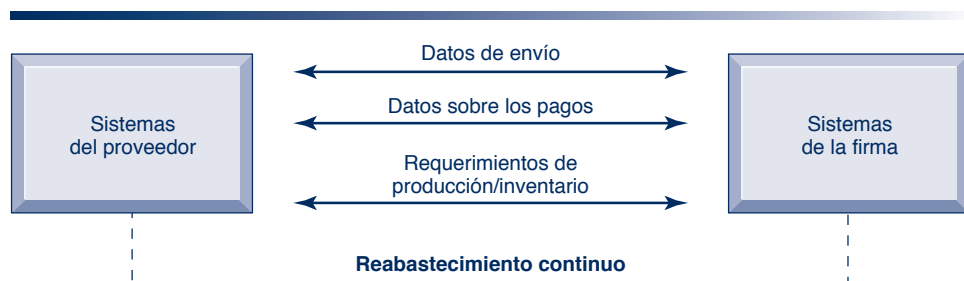 Datos de envío
Datos sobre los pagos
Sistemas
del proveedor
Sistemas
de la firma
Requerimientos de
producción/inventario
Reabastecimiento continuo